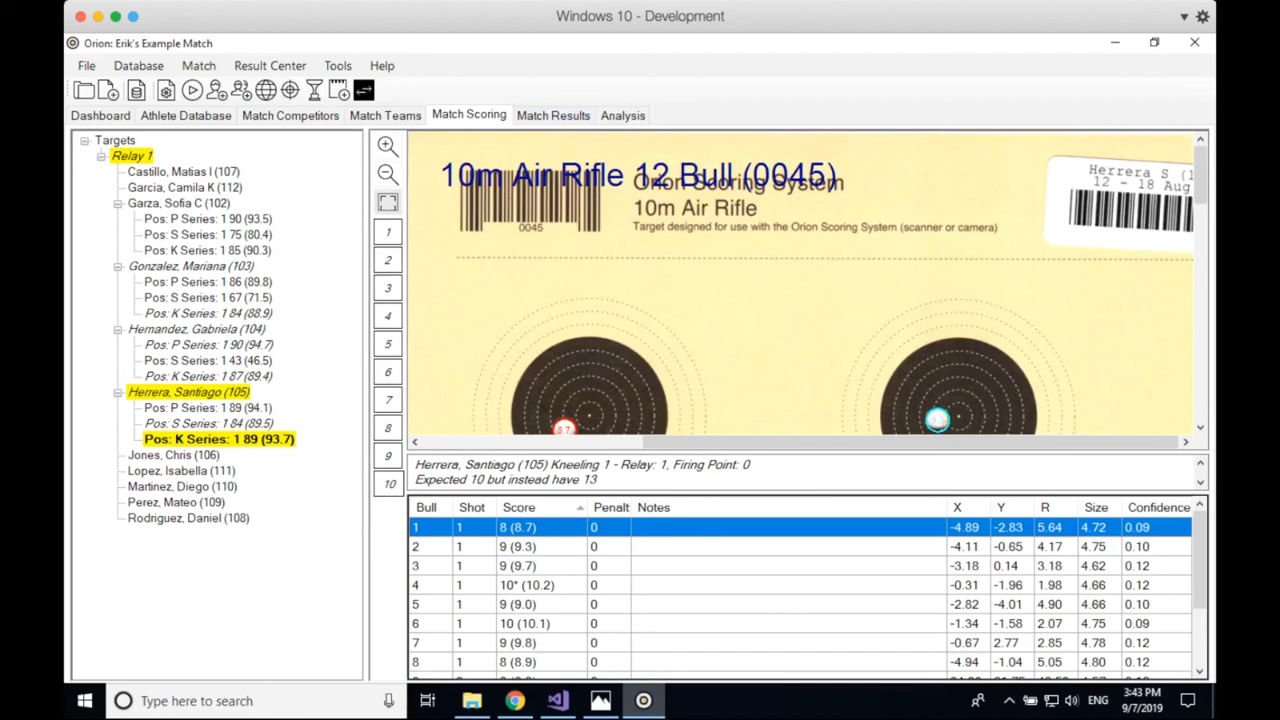 Windows 10 - Development
Orion: Erik's Example Match
File Database Match Result Center Tools Help
Dashboard Athlete Database Match Competitors Match Teams Match Scoring Match Results Analysis
Targets
Relay 1
Castillo, Matias I (107)
Garcia, Camila K (112)
Garza, Sofia C (102)
Pos: P Series: 1 90 (93.5)
Pos: S Series: 1 75 (80.4)
Pos: K Series: 1 85 (90.3)
Gonzalez, Mariana (103)
Pos: P Series: 1 86 (89.8)
Pos: S Series: 1 67 (71.5)
Pos: K Series: 1 84 (88.9)
Hernandez, Gabriela (104)
Pos: P Series: 1 90 (94.7)
Pos: S Series: 1 43 (46.5)
Pos: K Series: 1 87 (89.4)
Herrera, Santiago (105)
Pos: P Series: 1 89 (94.1)
Pos: S Series: 1 84 (89.5)
Pos: K Series: 1 89 (93.7)
Jones, Chris (106)
Lopez, Isabella (111)
Martinez, Diego (110)
Perez, Mateo (109)
Rodriguez, Daniel (108)
1
2
3
4
5
6
7
8
9
10
10m Air Rifle 12 Bull (0045)
Orion Scoring System
10m Air Rifle
Target designed for use with the Orion Scoring System (scanner or camera)
0045
Herrera S (1
12 - 18 Aug
8.7
Herrera, Santiago (105) Kneeling 1 - Relay: 1, Firing Point: 0
Expected 10 but instead have 13
Bull Shot Score Penalt Notes X Y R Size Confidence
1 1 8 (8.7) 0 -4.89 -2.83 5.64 4.72 0.09
2 1 9 (9.3) 0 -4.11 -0.65 4.17 4.75 0.10
3 1 9 (9.7) 0 -3.18 0.14 3.18 4.62 0.12
4 1 10* (10.2) 0 -0.31 -1.96 1.98 4.66 0.12
5 1 9 (9.0) 0 -2.82 -4.01 4.90 4.66 0.10
6 1 10 (10.1) 0 -1.34 -1.58 2.07 4.75 0.09
7 1 9 (9.8) 0 -0.67 2.77 2.85 4.78 0.12
8 1 8 (8.9) 0 -4.94 -1.04 5.05 4.80 0.12
Type here to search
ENG
3:43 PM
9/7/2019